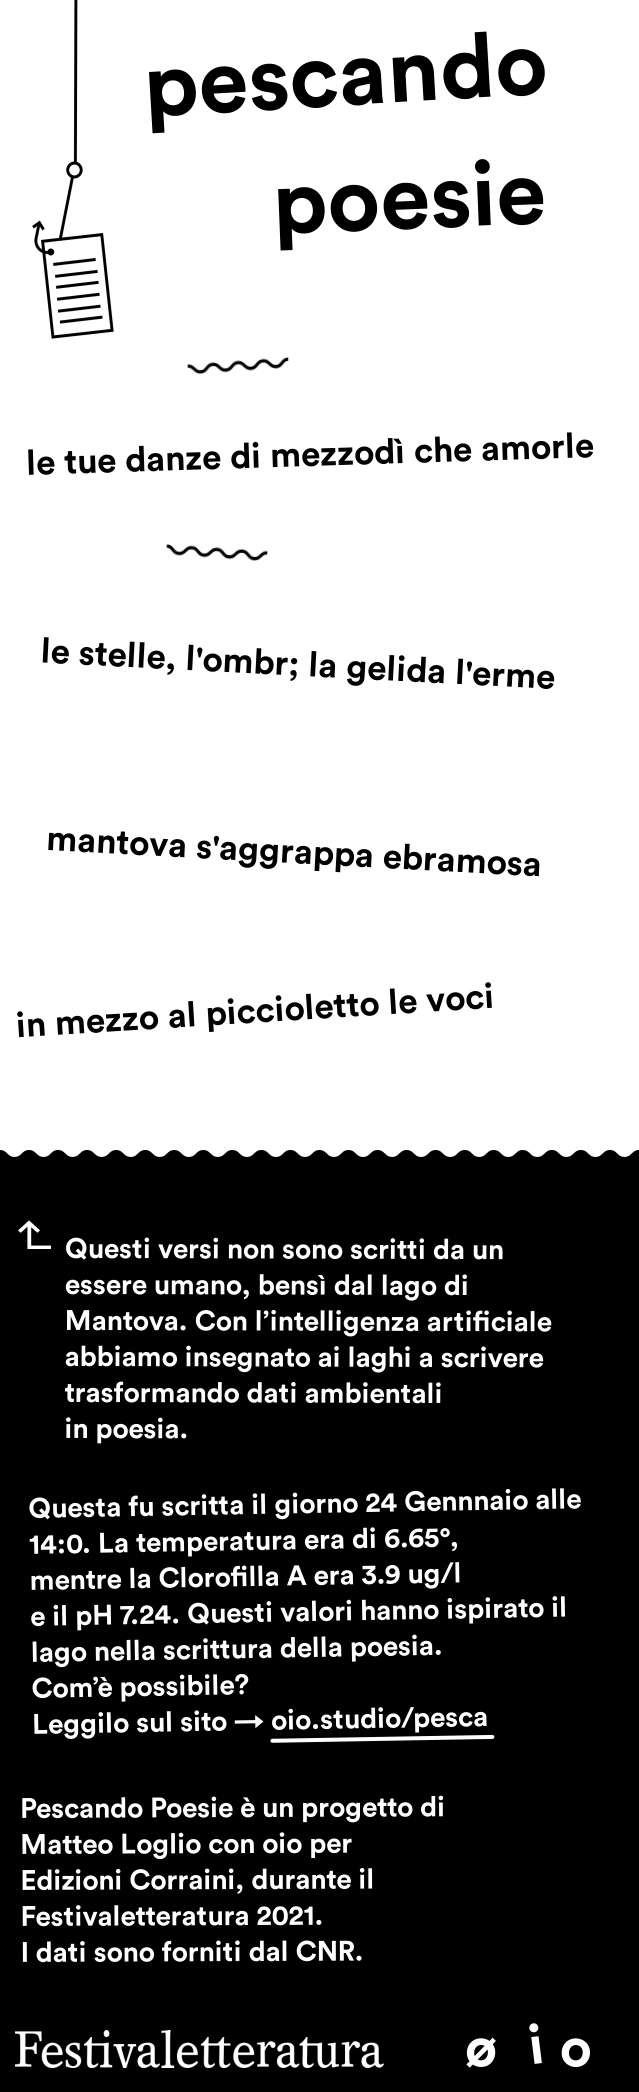 pescando
poesie
le tue danze di mezzodì che amorle
le stelle, l'ombr; la gelida l'erme
mantova s'aggrappa ebramosa
in mezzo al piccioletto le voci
Questi versi non sono scritti da un
essere umano, bensì dal lago di
Mantova. Con l’intelligenza artificiale
abbiamo insegnato ai laghi a scrivere
trasformando dati ambientali
in poesia.
Questa fu scritta il giorno 24 Gennnaio alle
14:0. La temperatura era di 6.65°,
mentre la Clorofilla A era 3.9 ug/l
e il pH 7.24. Questi valori hanno ispirato il
lago nella scrittura della poesia.
Com’è possibile?
Leggilo sul sito → oio.studio/pesca
Pescando Poesie è un progetto di
Matteo Loglio con oio per
Edizioni Corraini, durante il
Festivaletteratura 2021.
I dati sono forniti dal CNR.
Festivaletteratura ø i o